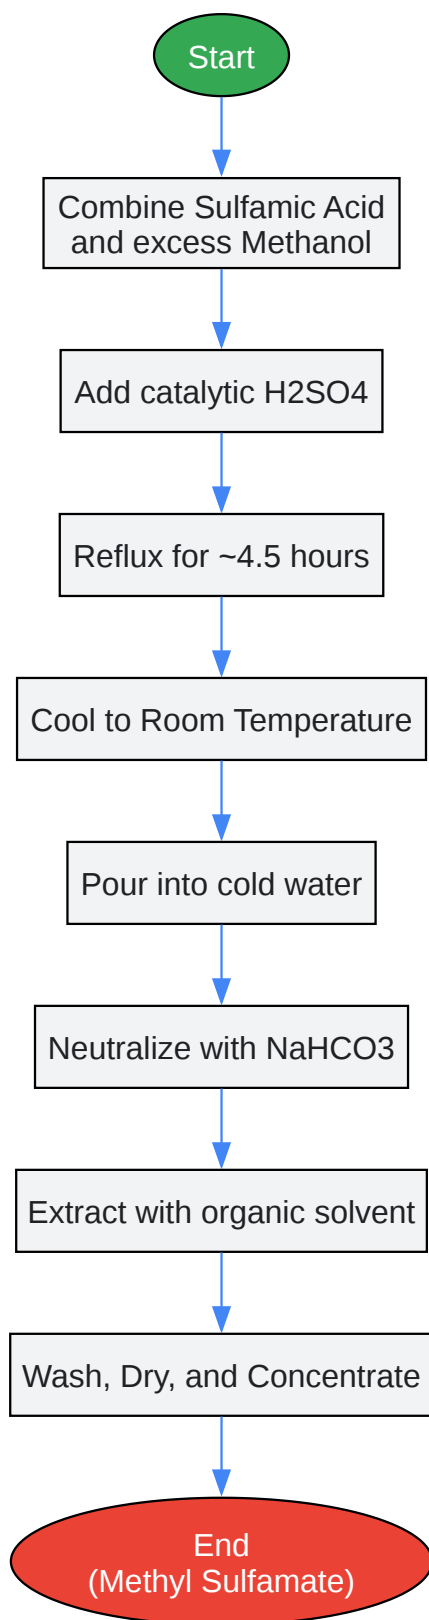 Start
Combine Sulfamic Acid
and excess Methanol
Add catalytic H2SO4
Reflux for ~4.5 hours
Cool to Room Temperature
Pour into cold water
Neutralize with NaHCO3
Extract with organic solvent
Wash, Dry, and Concentrate
End
(Methyl Sulfamate)